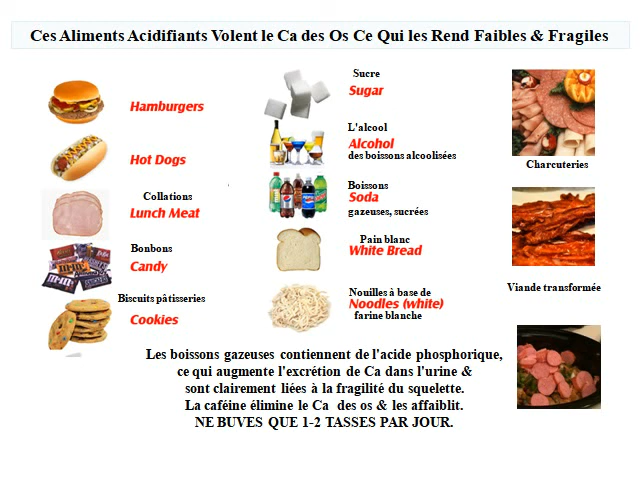 Ces Aliments Acidifiants Volent le Ca des Os Ce Qui les Rend Faibles & Fragiles
Hamburgers
Hot Dogs
Collations
Lunch Meat
Bonbons
Candy
Biscuits pâtisseries
Cookies
Sucre
Sugar
L'alcool
Alcohol
des boissons alcoolisées
Boissons
Soda
gazeuses, sucrées
Pain blanc
White Bread
Nouilles à base de
Noodles (white)
farine blanche
Charcuteries
Viande transformée
Les boissons gazeuses contiennent de l'acide phosphorique,
ce qui augmente l'excrétion de Ca dans l'urine &
sont clairement liées à la fragilité du squelette.
La caféine élimine le Ca des os & les affaiblit.
NE BUVES QUE 1-2 TASSES PAR JOUR.